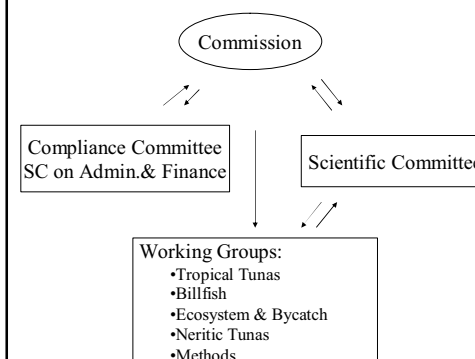 Commission
Compliance Committee
SC on Admin.& Finance
Scientific Committee
Working Groups:
•Tropical Tunas
•Billfish
•Ecosystem & Bycatch
•Neritic Tunas
•Methods